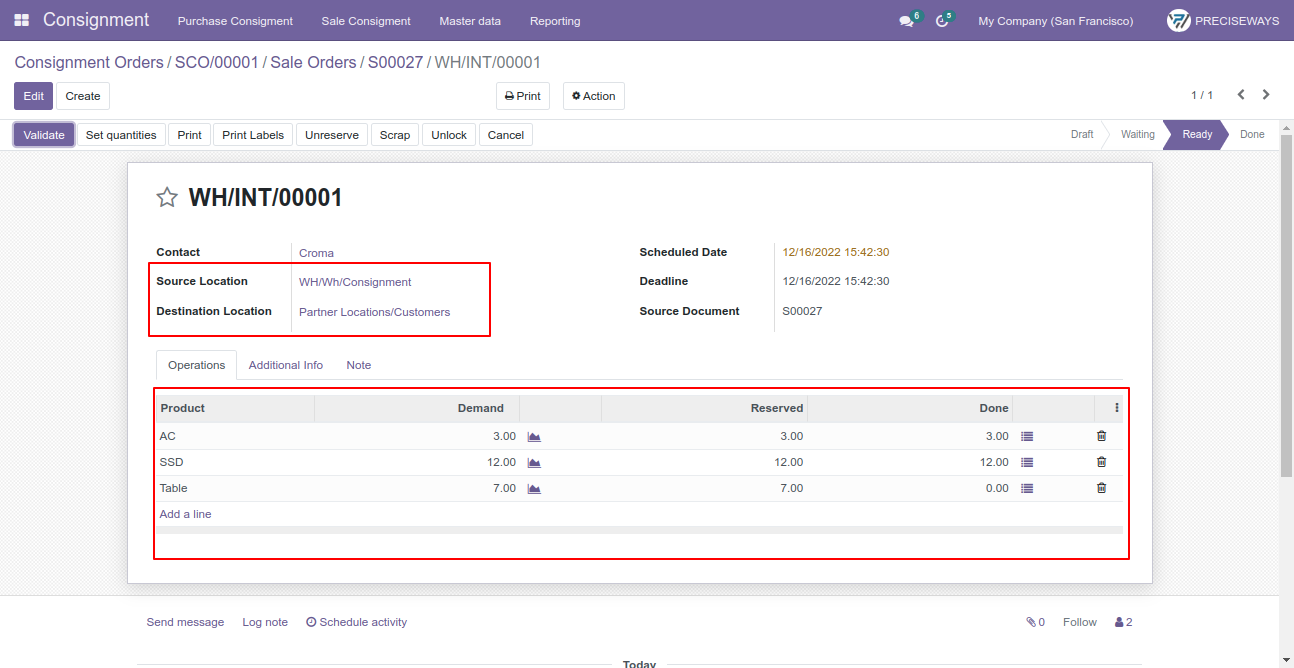 Consignment Purchase Consigment Sale Consigment Master data Reporting 6 5 My Company (San Francisco) PRECISEWAYS
Consignment Orders / SCO/00001 / Sale Orders / S00027 / WH/INT/00001
Edit Create Print Action 1 / 1
Validate Set quantities Print Print Labels Unreserve Scrap Unlock Cancel Draft Waiting Ready Done
WH/INT/00001
Contact Croma Scheduled Date 12/16/2022 15:42:30
Source Location WH/Wh/Consignment Deadline 12/16/2022 15:42:30
Destination Location Partner Locations/Customers Source Document S00027
Operations Additional Info Note
Product Demand Reserved Done
AC 3.00 3.00 3.00
SSD 12.00 12.00 12.00
Table 7.00 7.00 0.00
Add a line
Send message Log note Schedule activity 0 Follow 2
Today